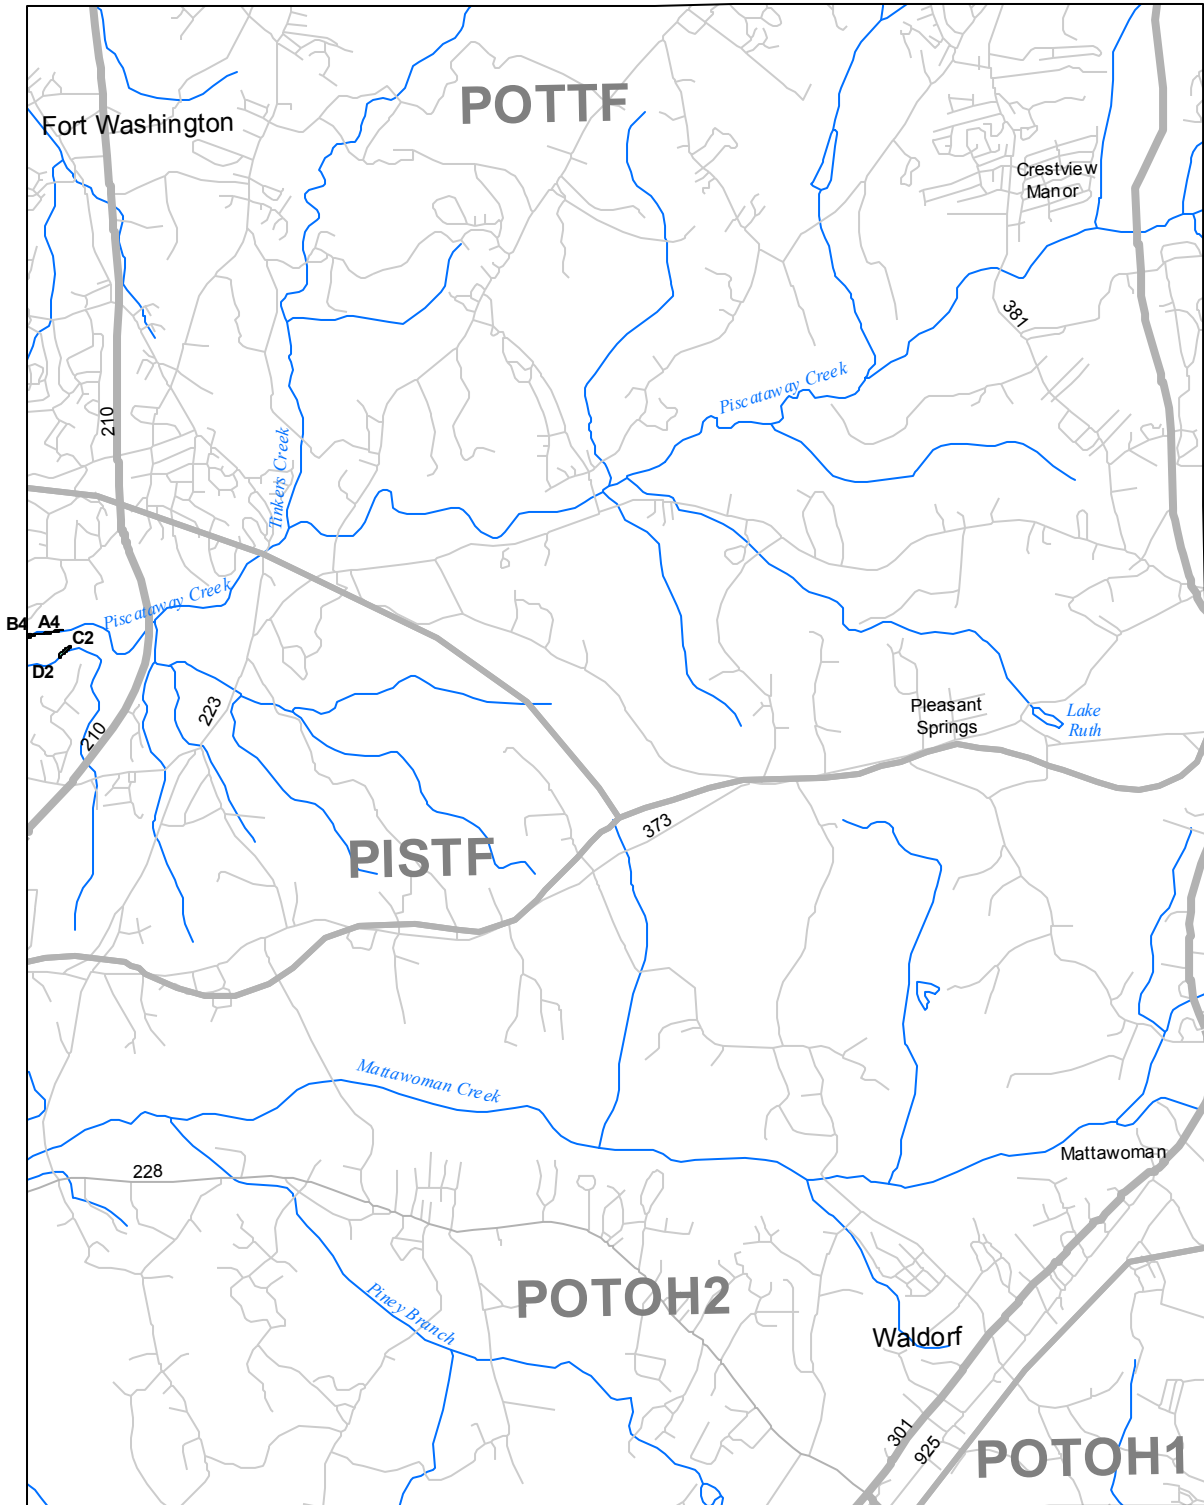 POTTF
Fort Washington
Crestview
Manor
381
Piscataway Creek
210
Tinkers Creek
Piscataway Creek
B4
A4
C2
D2
223
210
Pleasant
Springs
Lake
Ruth
373
PISTF
Mattawoman Creek
Mattawoman
228
POTOH2
Piney Branch
Waldorf
301
925
POTOH1